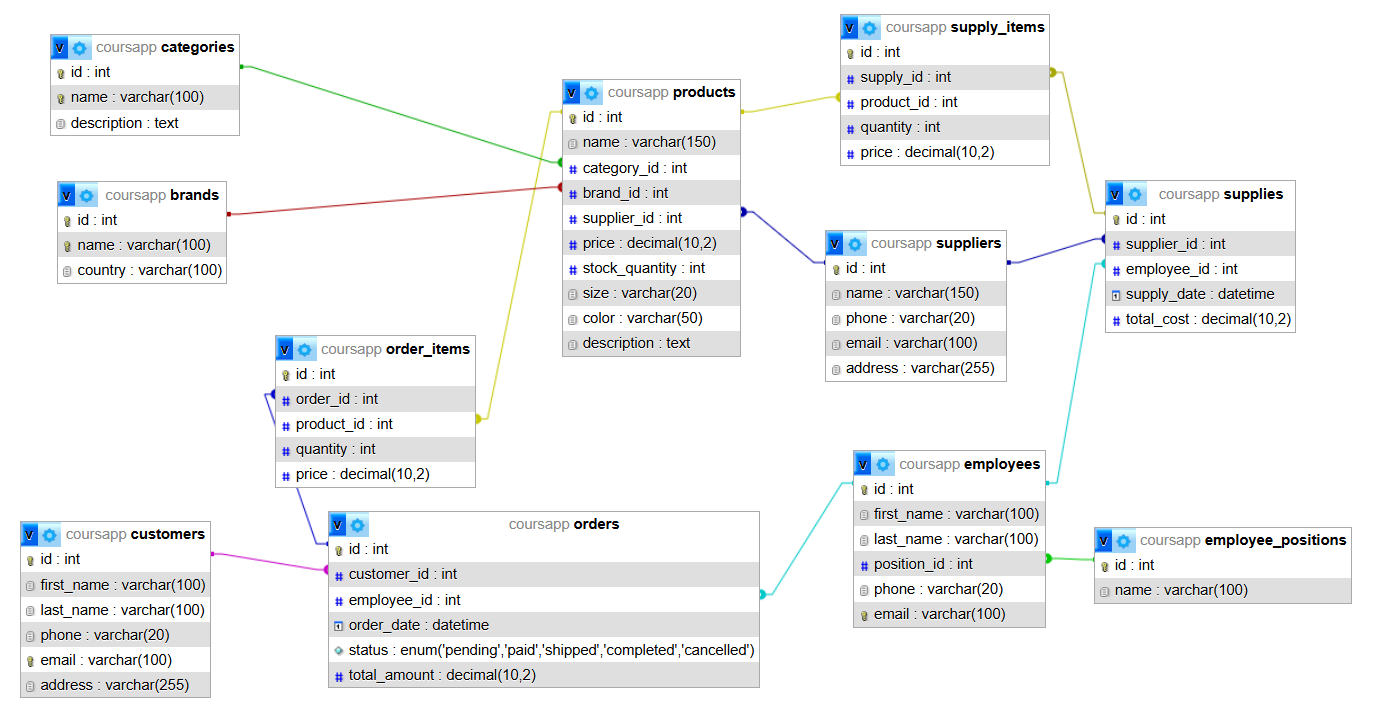 coursapp categories
id : int
name : varchar(100)
description : text
coursapp brands
id : int
name : varchar(100)
country : varchar(100)
coursapp products
id : int
name : varchar(150)
category_id : int
brand_id : int
supplier_id : int
price : decimal(10,2)
stock_quantity : int
size : varchar(20)
color : varchar(50)
description : text
coursapp supply_items
id : int
supply_id : int
product_id : int
quantity : int
price : decimal(10,2)
coursapp supplies
id : int
supplier_id : int
employee_id : int
supply_date : datetime
total_cost : decimal(10,2)
coursapp suppliers
id : int
name : varchar(150)
phone : varchar(20)
email : varchar(100)
address : varchar(255)
coursapp order_items
id : int
order_id : int
product_id : int
quantity : int
price : decimal(10,2)
coursapp customers
id : int
first_name : varchar(100)
last_name : varchar(100)
phone : varchar(20)
email : varchar(100)
address : varchar(255)
coursapp orders
id : int
customer_id : int
employee_id : int
order_date : datetime
status : enum('pending','paid','shipped','completed','cancelled')
total_amount : decimal(10,2)
coursapp employees
id : int
first_name : varchar(100)
last_name : varchar(100)
position_id : int
phone : varchar(20)
email : varchar(100)
coursapp employee_positions
id : int
name : varchar(100)